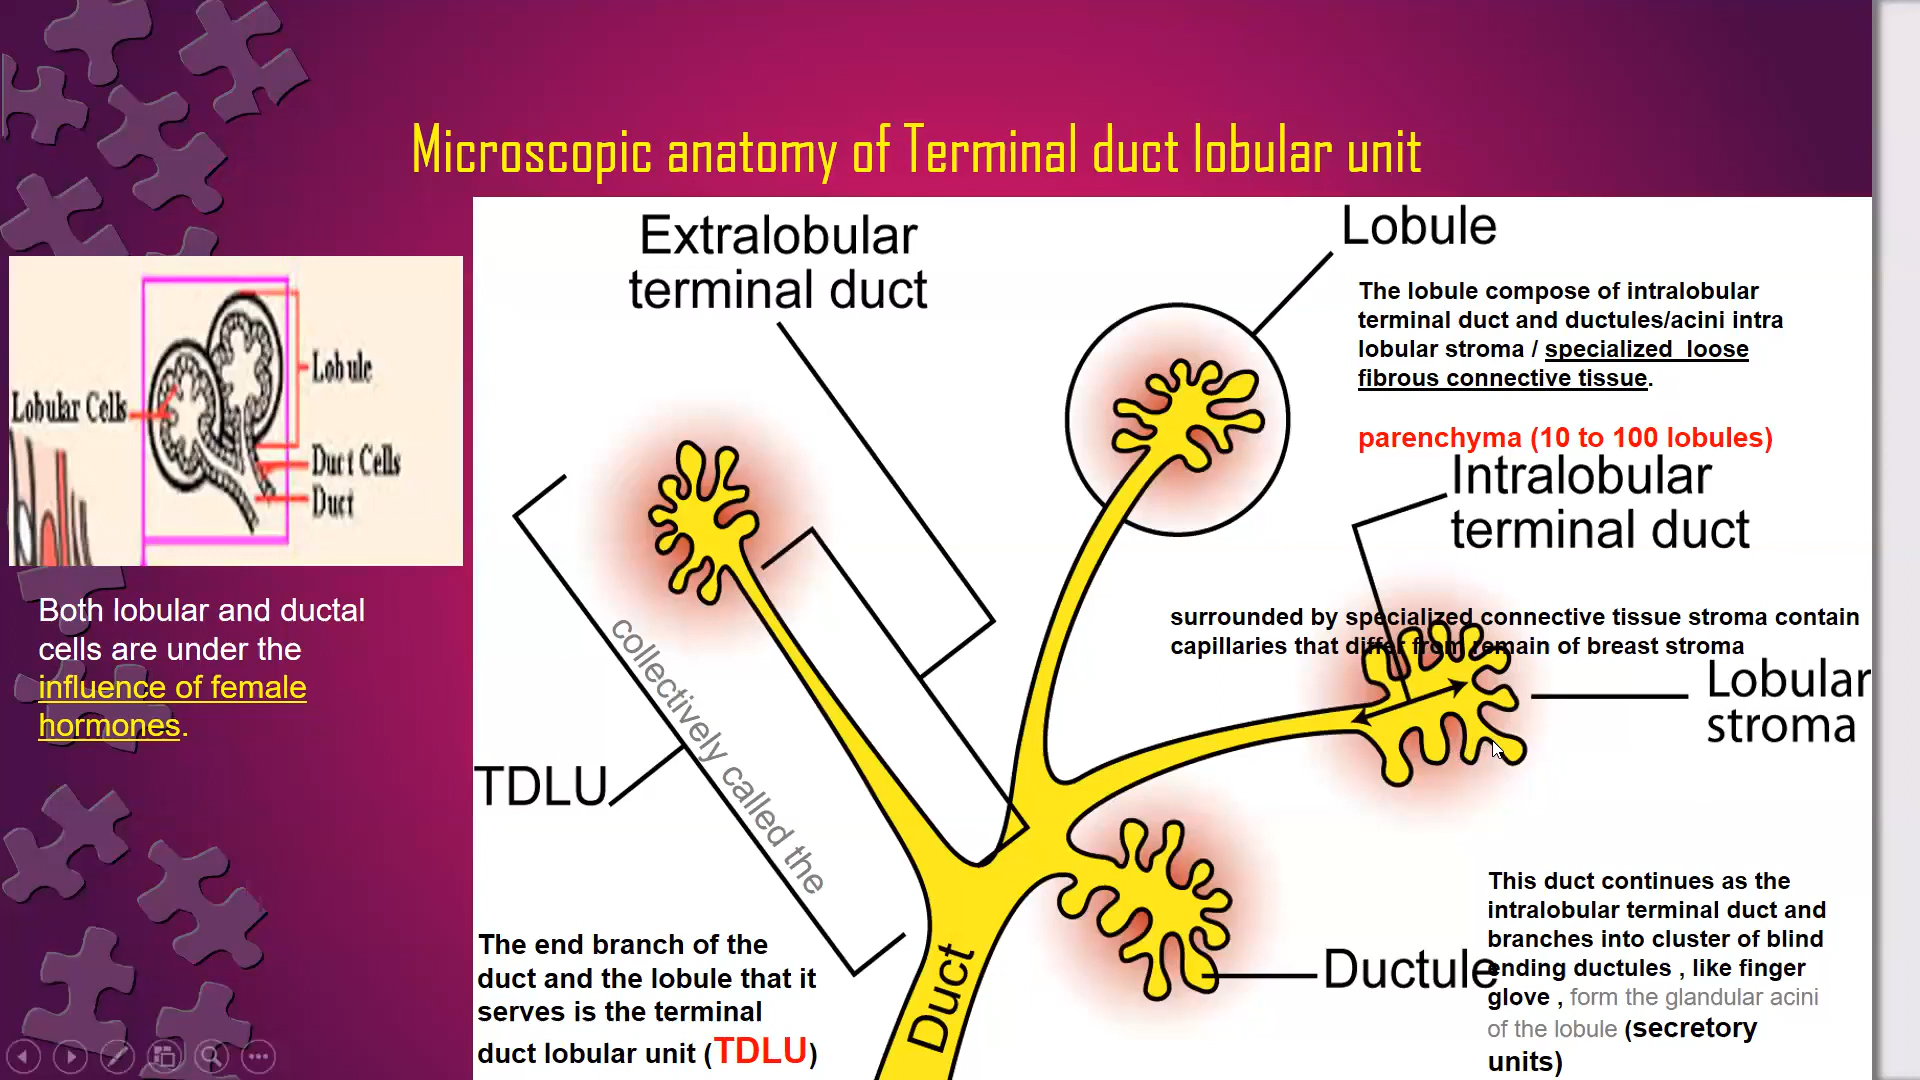 Microscopic anatomy of Terminal duct lobular unit
Lobular Cells
Lobule
Duct Cells
Duct
Both lobular and ductal
cells are under the
influence of female
hormones.
Extralobular
terminal duct
Lobule
The lobule compose of intralobular
terminal duct and ductules/acini intra
lobular stroma / specialized loose
fibrous connective tissue.
parenchyma (10 to 100 lobules)
Intralobular
terminal duct
surrounded by specialized connective tissue stroma contain
capillaries that differ from remain of breast stroma
Lobular
stroma
TDLU
collectively called the
The end branch of the
duct and the lobule that it
serves is the terminal
duct lobular unit (TDLU)
Duct
Ductule
This duct continues as the
intralobular terminal duct and
branches into cluster of blind
ending ductules , like finger
glove , form the glandular acini
of the lobule (secretory
units)